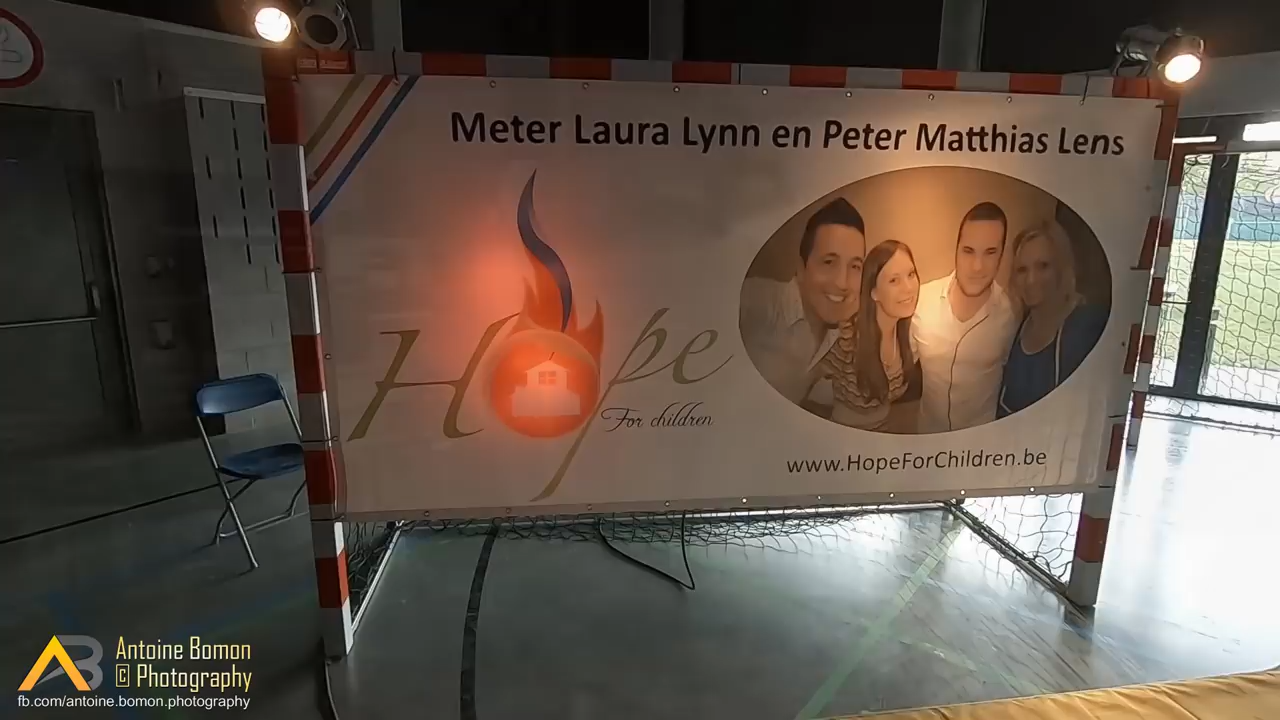 Meter Laura Lynn en Peter Matthias Lens
Hope
For children
www.HopeForChildren.be
AB
Antoine Bomon
© Photography
fb.com/antoine.bomon.photography